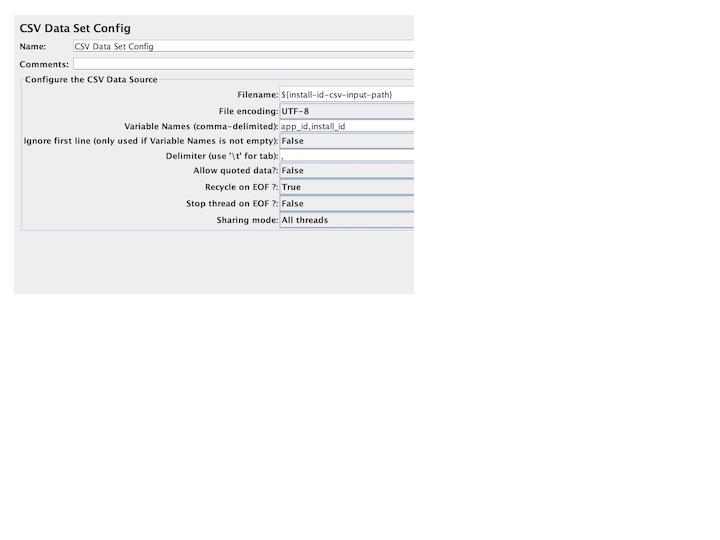 CSV Data Set Config
Name: CSV Data Set Config
Comments:
Configure the CSV Data Source
Filename: ${install-id-csv-input-path}
File encoding: UTF-8
Variable Names (comma-delimited): app_id,install_id
Ignore first line (only used if Variable Names is not empty): False
Delimiter (use '\t' for tab): ,
Allow quoted data?: False
Recycle on EOF ?: True
Stop thread on EOF ?: False
Sharing mode: All threads